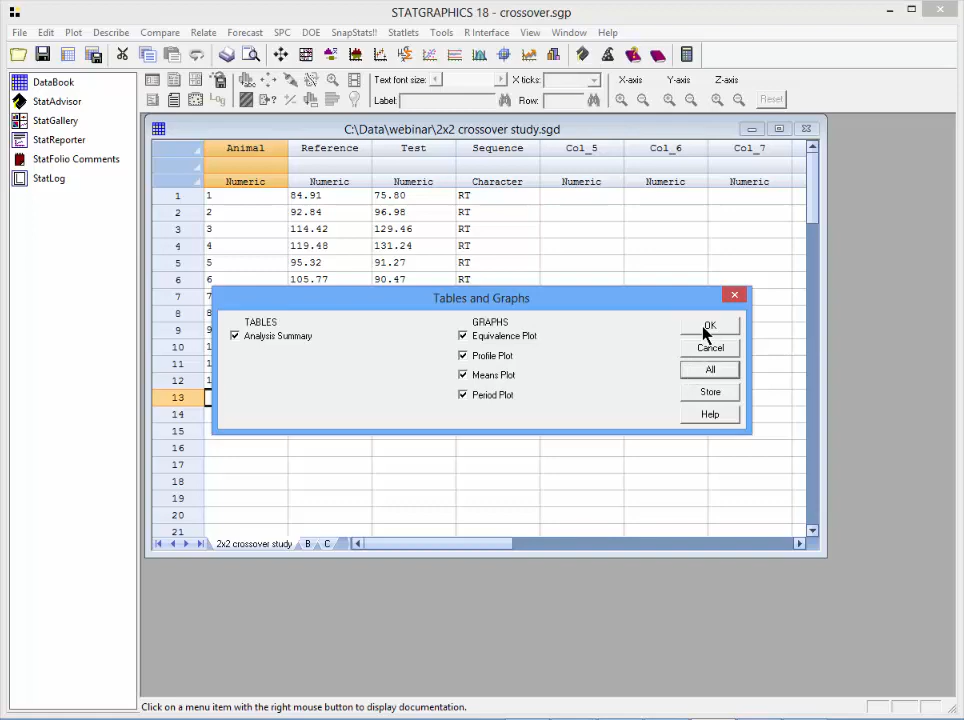 STATGRAPHICS 18 - crossover.sgp
File Edit Plot Describe Compare Relate Forecast SPC DOE SnapStats!! Statlets Tools R Interface View Window Help
Text font size: X ticks: X-axis Y-axis Z-axis
Label: Row: Reset
DataBook
StatAdvisor
StatGallery
StatReporter
StatFolio Comments
StatLog
C:\Data\webinar\2x2 crossover study.sgd
Animal Reference Test Sequence Col_5 Col_6 Col_7
Numeric Numeric Numeric Character Numeric Numeric Numeric
1 1 84.91 75.80 RT
2 2 92.84 96.98 RT
3 3 114.42 129.46 RT
4 4 119.48 131.24 RT
5 5 95.32 91.27 RT
6 6 105.77 90.47 RT
7 7
8 8
9 9
10 1
11 1
12 1
13
14
15
16
17
18
19
20
21
Tables and Graphs
TABLES
Analysis Summary
GRAPHS
Equivalence Plot
Profile Plot
Means Plot
Period Plot
OK
Cancel
All
Store
Help
2x2 crossover study B C
Click on a menu item with the right mouse button to display documentation.